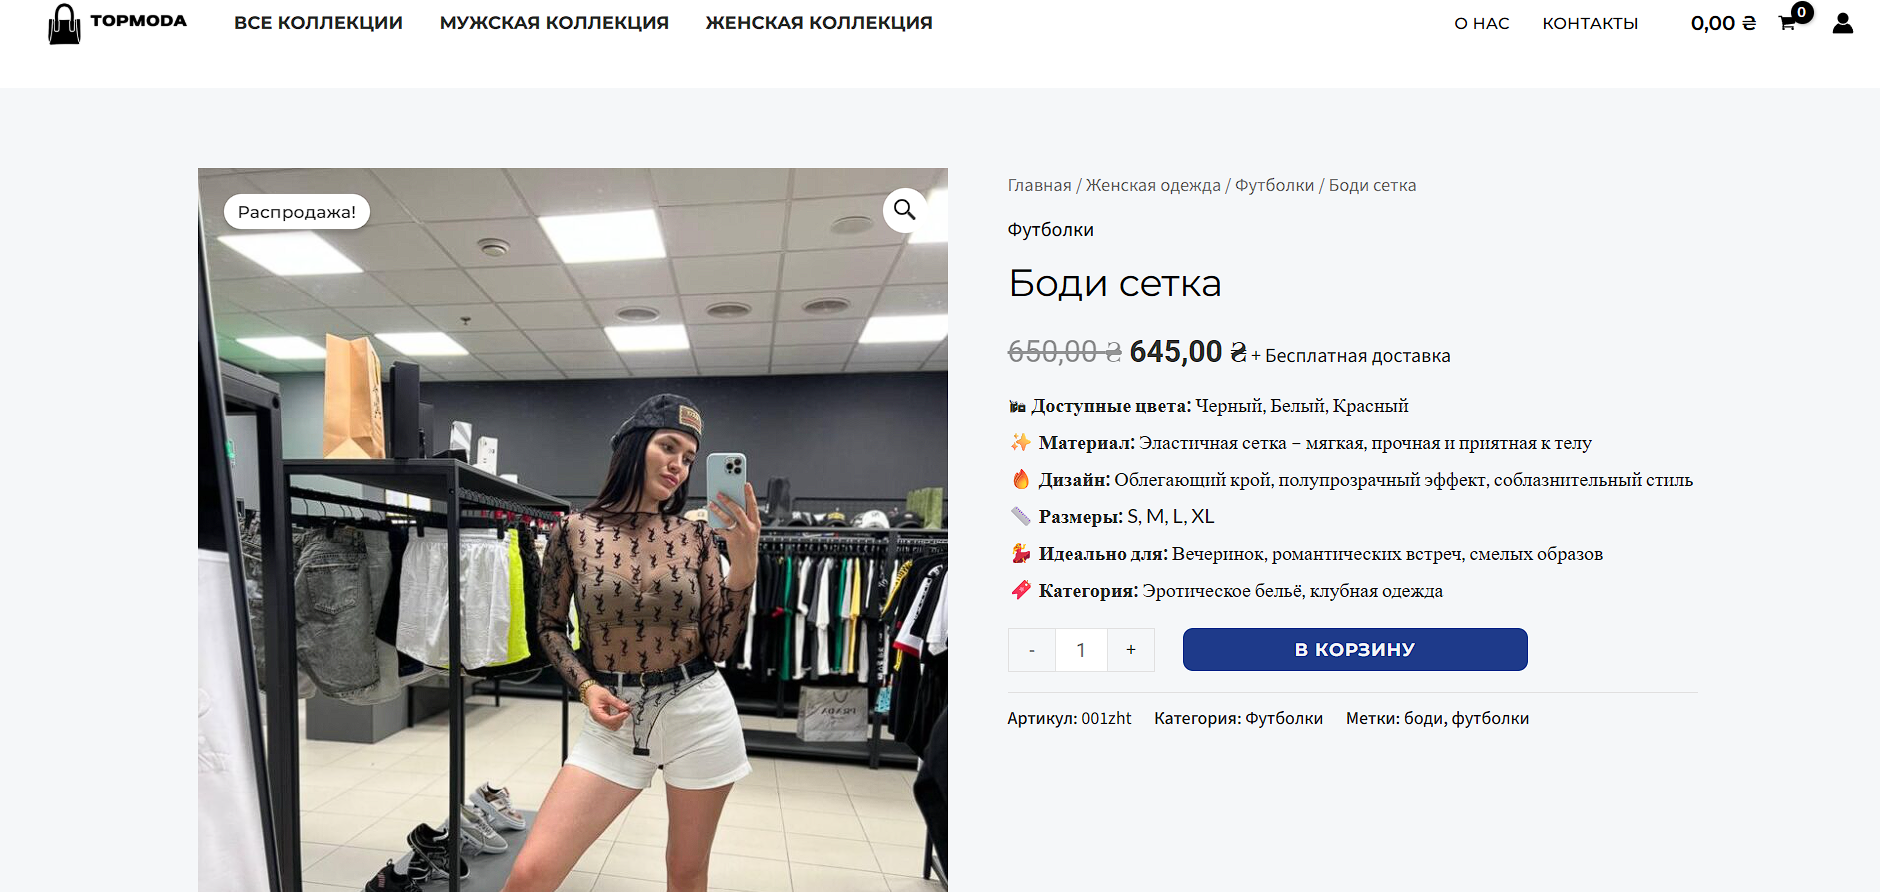 TOPMODA ВСЕ КОЛЛЕКЦИИ МУЖСКАЯ КОЛЛЕКЦИЯ ЖЕНСКАЯ КОЛЛЕКЦИЯ О НАС КОНТАКТЫ 0,00 ₴ 0
Распродажа!
PRADA
Главная / Женская одежда / Футболки / Боди сетка
Футболки
Боди сетка
650,00 ₴ 645,00 ₴ + Бесплатная доставка
Доступные цвета: Черный, Белый, Красный
Материал: Эластичная сетка – мягкая, прочная и приятная к телу
Дизайн: Облегающий крой, полупрозрачный эффект, соблазнительный стиль
Размеры: S, M, L, XL
Идеально для: Вечеринок, романтических встреч, смелых образов
Категория: Эротическое бельё, клубная одежда
- 1 + В КОРЗИНУ
Артикул: 001zht Категория: Футболки Метки: боди, футболки